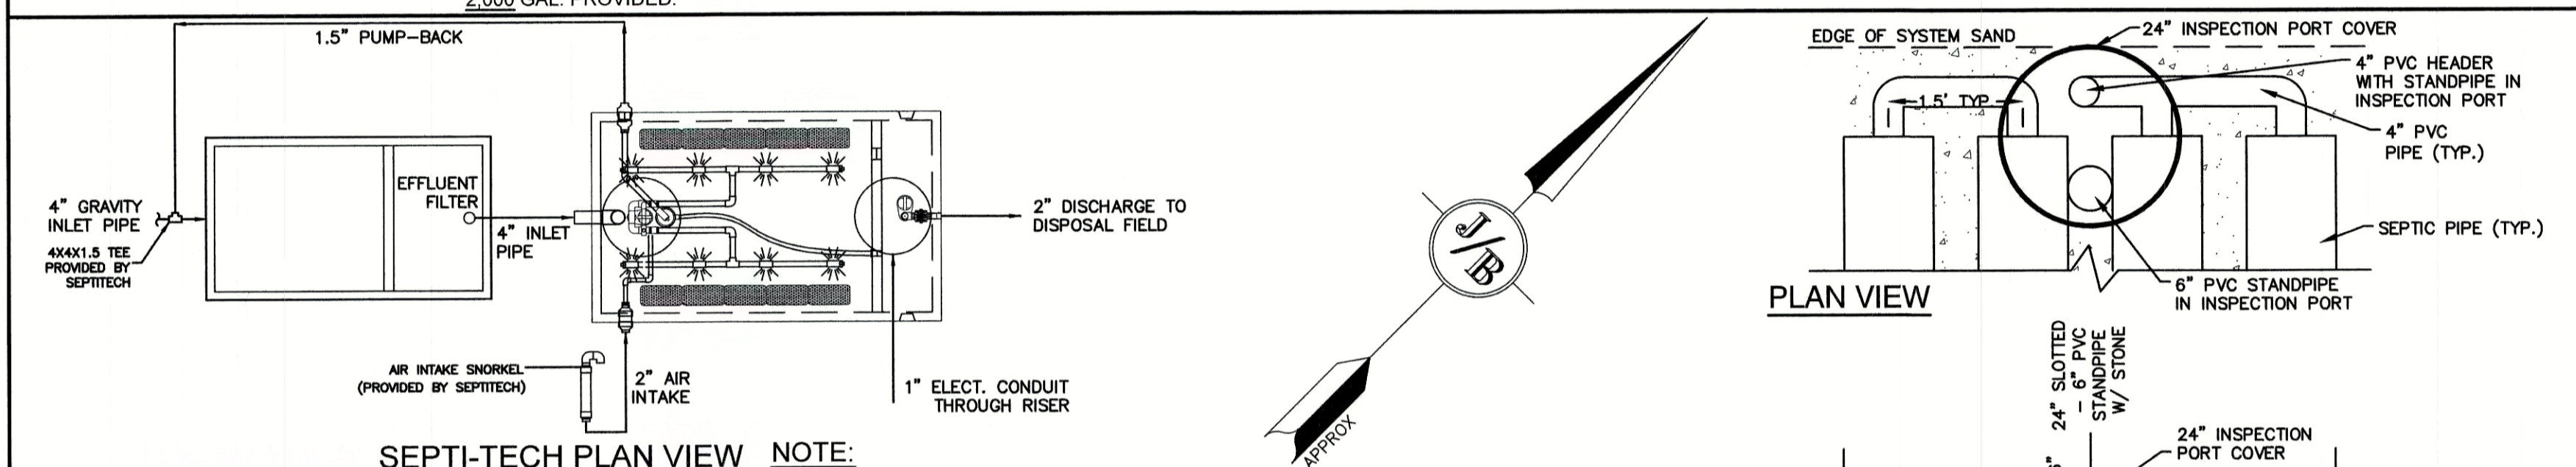 2,000 GAL. PROVIDED.
1.5" PUMP-BACK
4" GRAVITY
INLET PIPE
4X4X1.5 TEE
PROVIDED BY
SEPTITECH
EFFLUENT
FILTER
4" INLET
PIPE
2" DISCHARGE TO
DISPOSAL FIELD
AIR INTAKE SNORKEL
(PROVIDED BY SEPTITECH)
2" AIR
INTAKE
1" ELECT. CONDUIT
THROUGH RISER
SEPTI-TECH PLAN VIEW
NOTE:
J/B
APPROX
EDGE OF SYSTEM SAND
24" INSPECTION PORT COVER
1.5' TYP.
4" PVC HEADER
WITH STANDPIPE IN
INSPECTION PORT
4" PVC
PIPE (TYP.)
SEPTIC PIPE (TYP.)
6" PVC STANDPIPE
IN INSPECTION PORT
PLAN VIEW
24" SLOTTED
- 6" PVC
STANDPIPE
W/ STONE
24" INSPECTION
PORT COVER